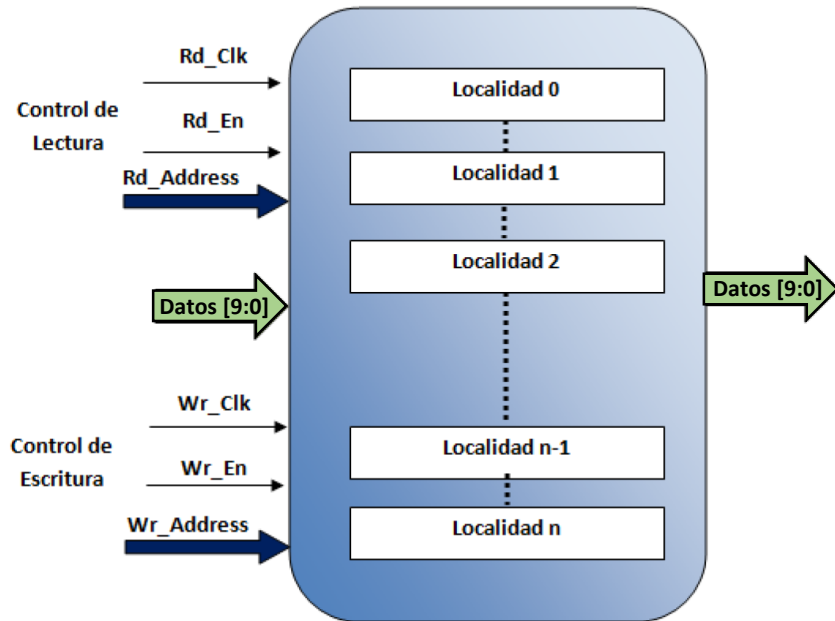 Rd_Clk
Control de
Lectura
Rd_En
Rd_Address
Datos [9:0]
Wr_Clk
Control de
Escritura
Wr_En
Wr_Address
Localidad 0
Localidad 1
Localidad 2
Localidad n-1
Localidad n
Datos [9:0]